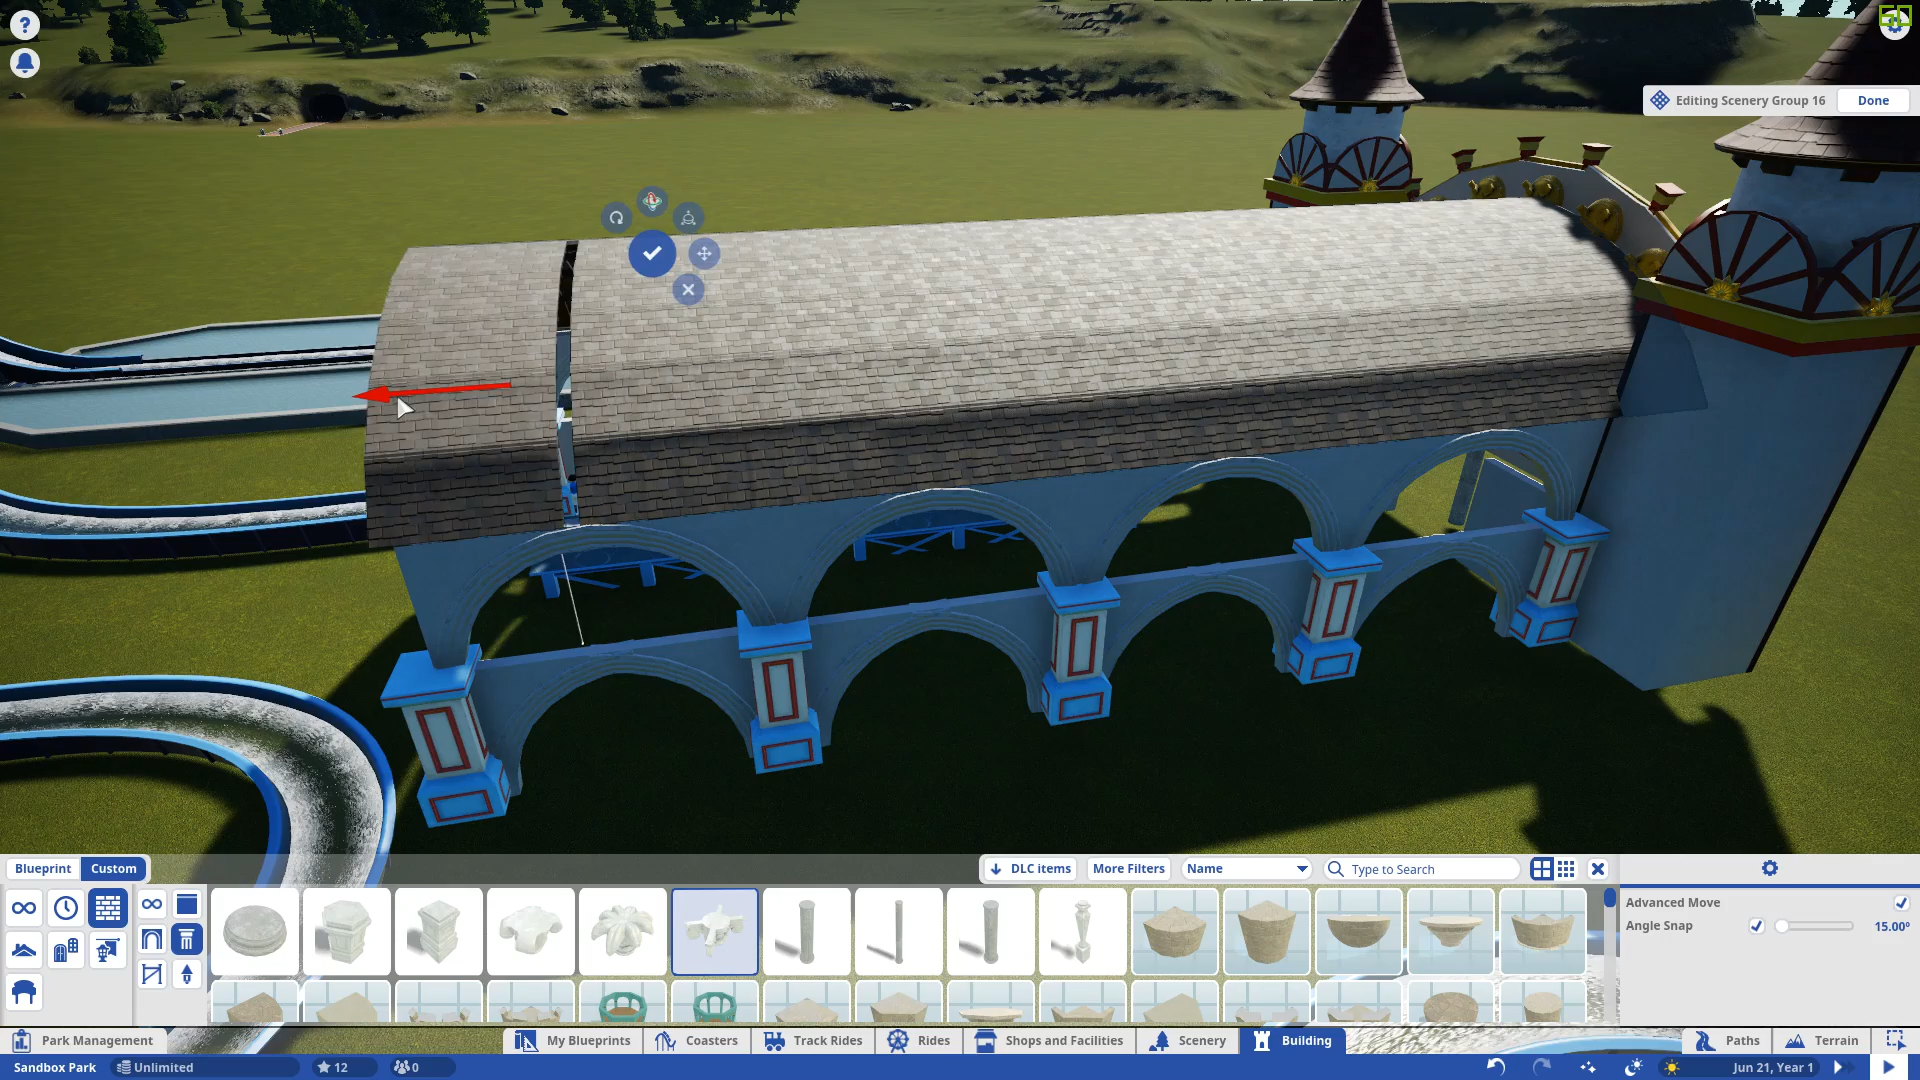 ?
60
Editing Scenery Group 16
Done
Blueprint
Custom
DLC items
More Filters
Name
Type to Search
Advanced Move
Angle Snap
15.00°
Park Management
My Blueprints
Coasters
Track Rides
Rides
Shops and Facilities
Scenery
Building
Paths
Terrain
Sandbox Park
Unlimited
12
0
Jun 21, Year 1